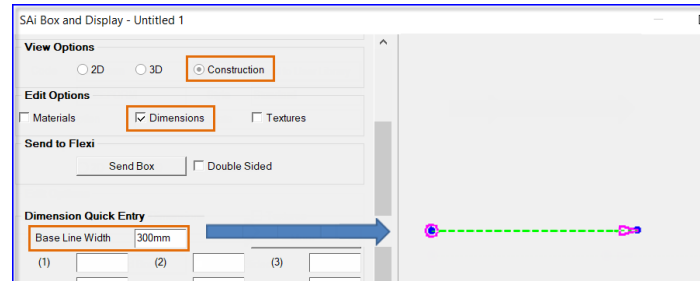 SAi Box and Display - Untitled 1
View Options
2D 3D Construction
Edit Options
Materials Dimensions Textures
Send to Flexi
Send Box Double Sided
Dimension Quick Entry
Base Line Width 300mm
(1) (2) (3)